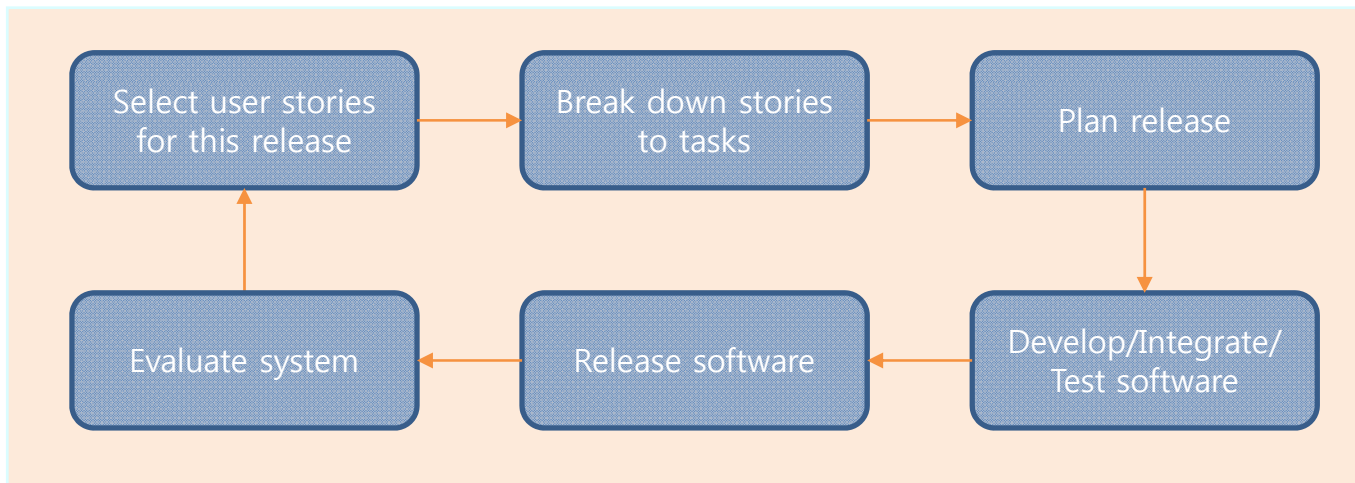 Select user stories
for this release
Break down stories
to tasks
Plan release
Evaluate system
Release software
Develop/Integrate/
Test software